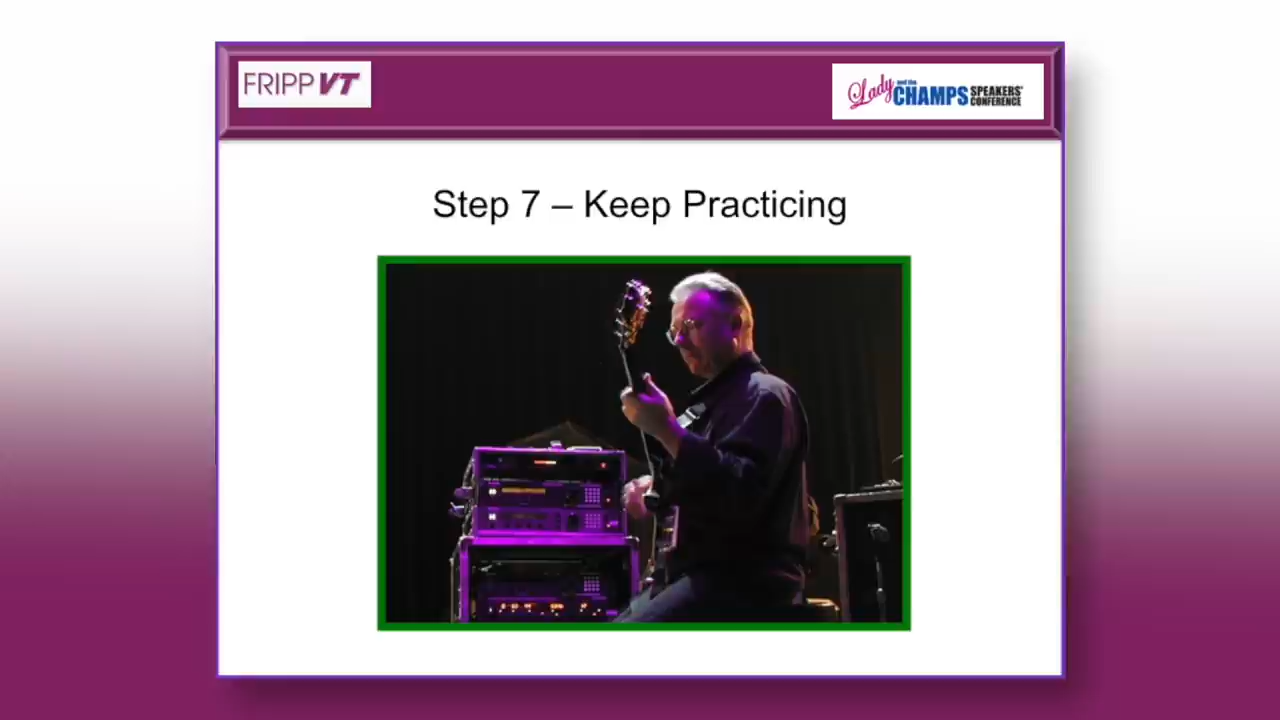 FRIPP VT
Lady and the CHAMPS SPEAKERS' CONFERENCE
Step 7 – Keep Practicing